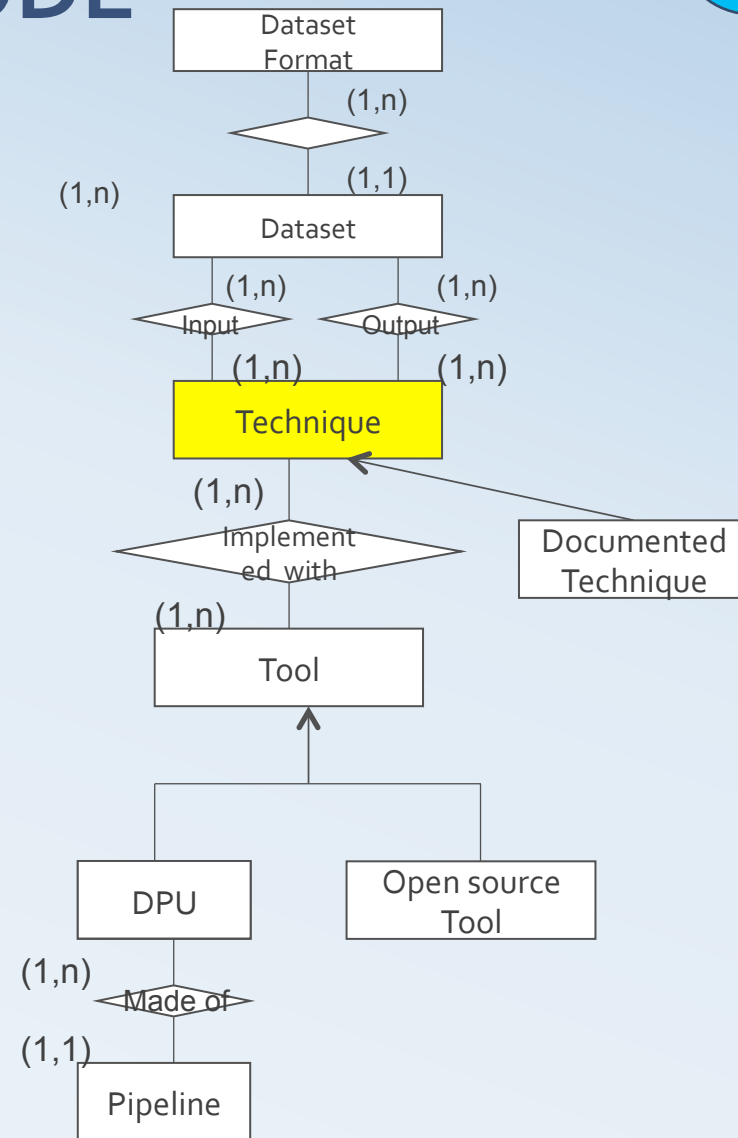 Dataset
Format
(1,n)
(1,1)
(1,n)
Dataset
(1,n)
(1,n)
Input
Output
(1,n)
(1,n)
Technique
(1,n)
Implement
ed with
Documented
Technique
(1,n)
Tool
DPU
Open source
Tool
(1,n)
Made of
(1,1)
Pipeline